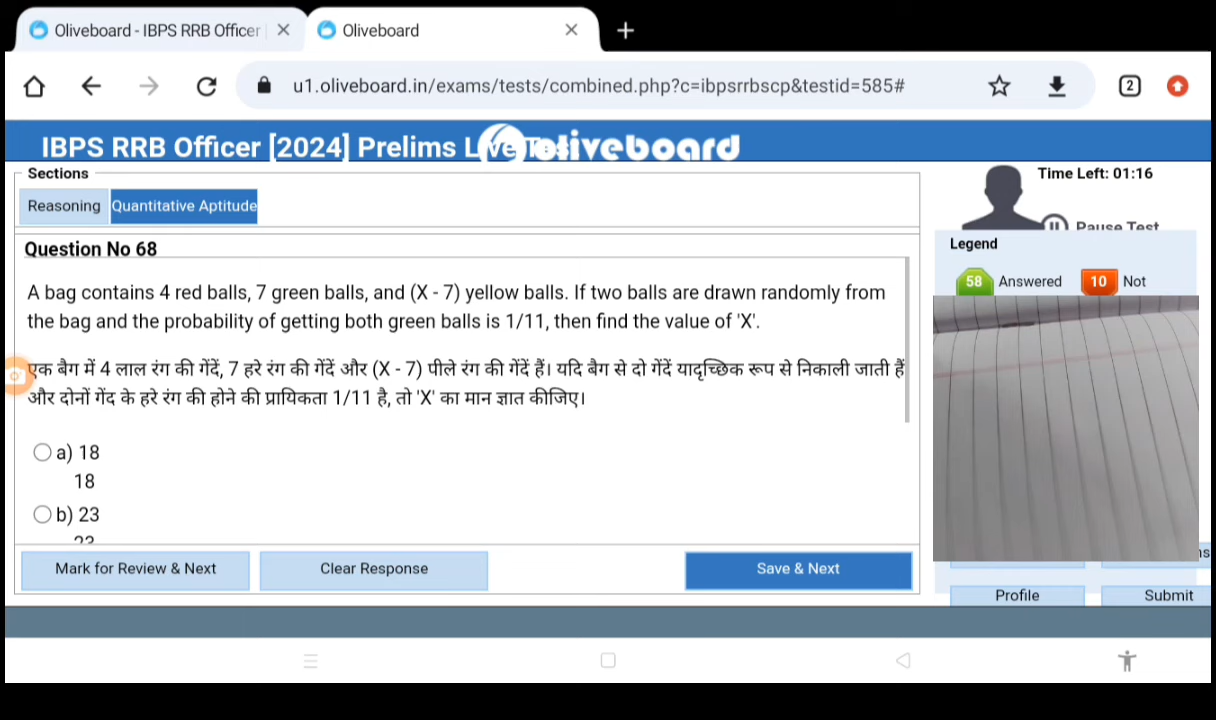 Oliveboard - IBPS RRB Officer
Oliveboard
u1.oliveboard.in/exams/tests/combined.php?c=ibpsrrbscp&testid=585#
2
IBPS RRB Officer [2024] Prelims Live Test
oliveboard
Sections
Time Left: 01:16
Reasoning
Quantitative Aptitude
Pause Test
Question No 68
Legend
58 Answered
10 Not
A bag contains 4 red balls, 7 green balls, and (X - 7) yellow balls. If two balls are drawn randomly from
the bag and the probability of getting both green balls is 1/11, then find the value of 'X'.
एक बैग में 4 लाल रंग की गेंदें, 7 हरे रंग की गेंदें और (X - 7) पीले रंग की गेंदें हैं। यदि बैग से दो गेंदें यादृच्छिक रूप से निकाली जाती हैं
और दोनों गेंद के हरे रंग की होने की प्रायिकता 1/11 है, तो 'X' का मान ज्ञात कीजिए।
a) 18
18
b) 23
23
Mark for Review & Next
Clear Response
Save & Next
Profile
Submit